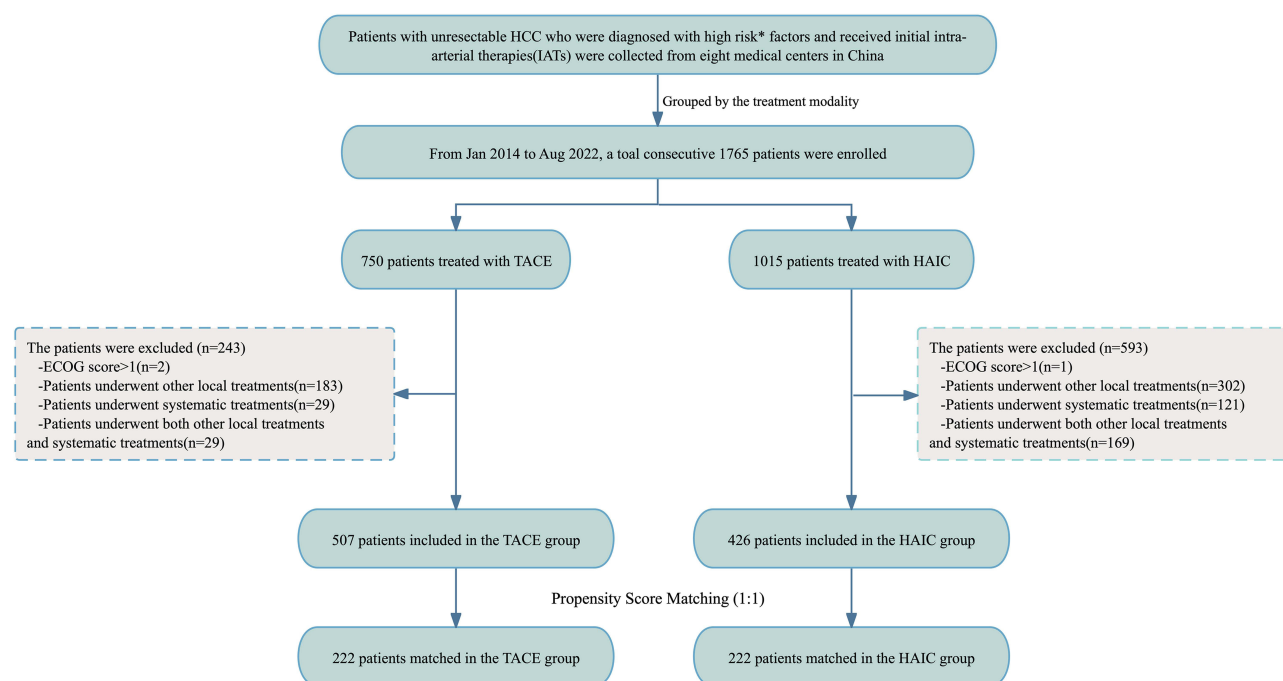 Patients with unresectable HCC who were diagnosed with high risk* factors and received initial intra-
arterial therapies(IATs) were collected from eight medical centers in China
Grouped by the treatment modality
From Jan 2014 to Aug 2022, a toal consecutive 1765 patients were enrolled
750 patients treated with TACE
1015 patients treated with HAIC
The patients were excluded (n=243)
-ECOG score>1(n=2)
-Patients underwent other local treatments(n=183)
-Patients underwent systematic treatments(n=29)
-Patients underwent both other local treatments
and systematic treatments(n=29)
The patients were excluded (n=593)
-ECOG score>1(n=1)
-Patients underwent other local treatments(n=302)
-Patients underwent systematic treatments(n=121)
-Patients underwent both other local treatments
and systematic treatments(n=169)
507 patients included in the TACE group
426 patients included in the HAIC group
Propensity Score Matching (1:1)
222 patients matched in the TACE group
222 patients matched in the HAIC group